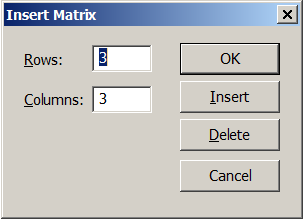 Insert Matrix
Rows: 3
Columns: 3
OK
Insert
Delete
Cancel